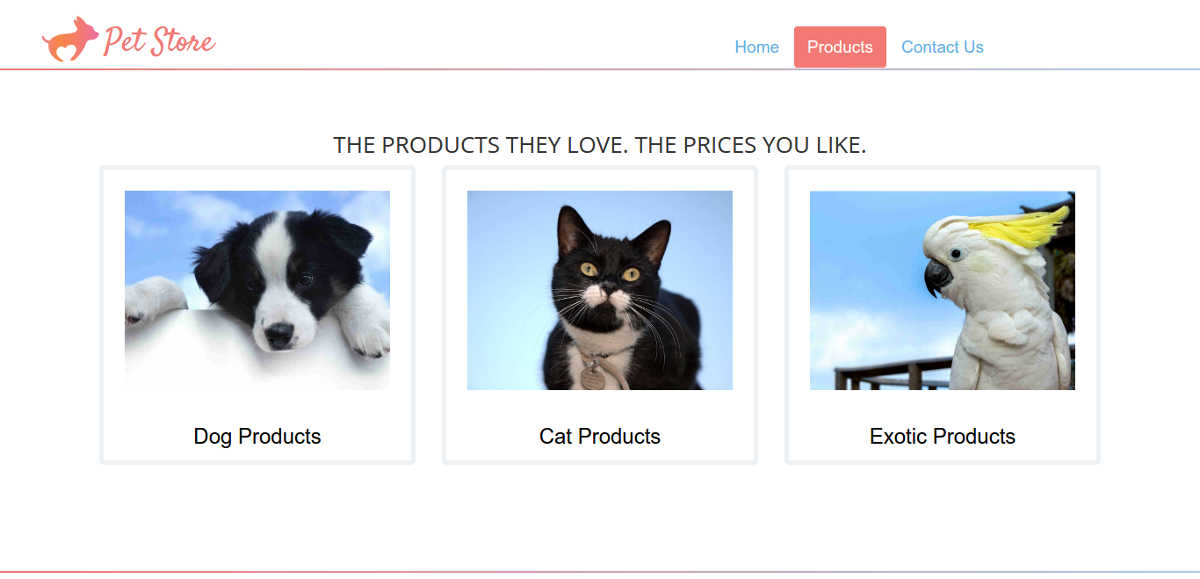 Pet Store
Home Products Contact Us
THE PRODUCTS THEY LOVE. THE PRICES YOU LIKE.
Dog Products
Cat Products
Exotic Products